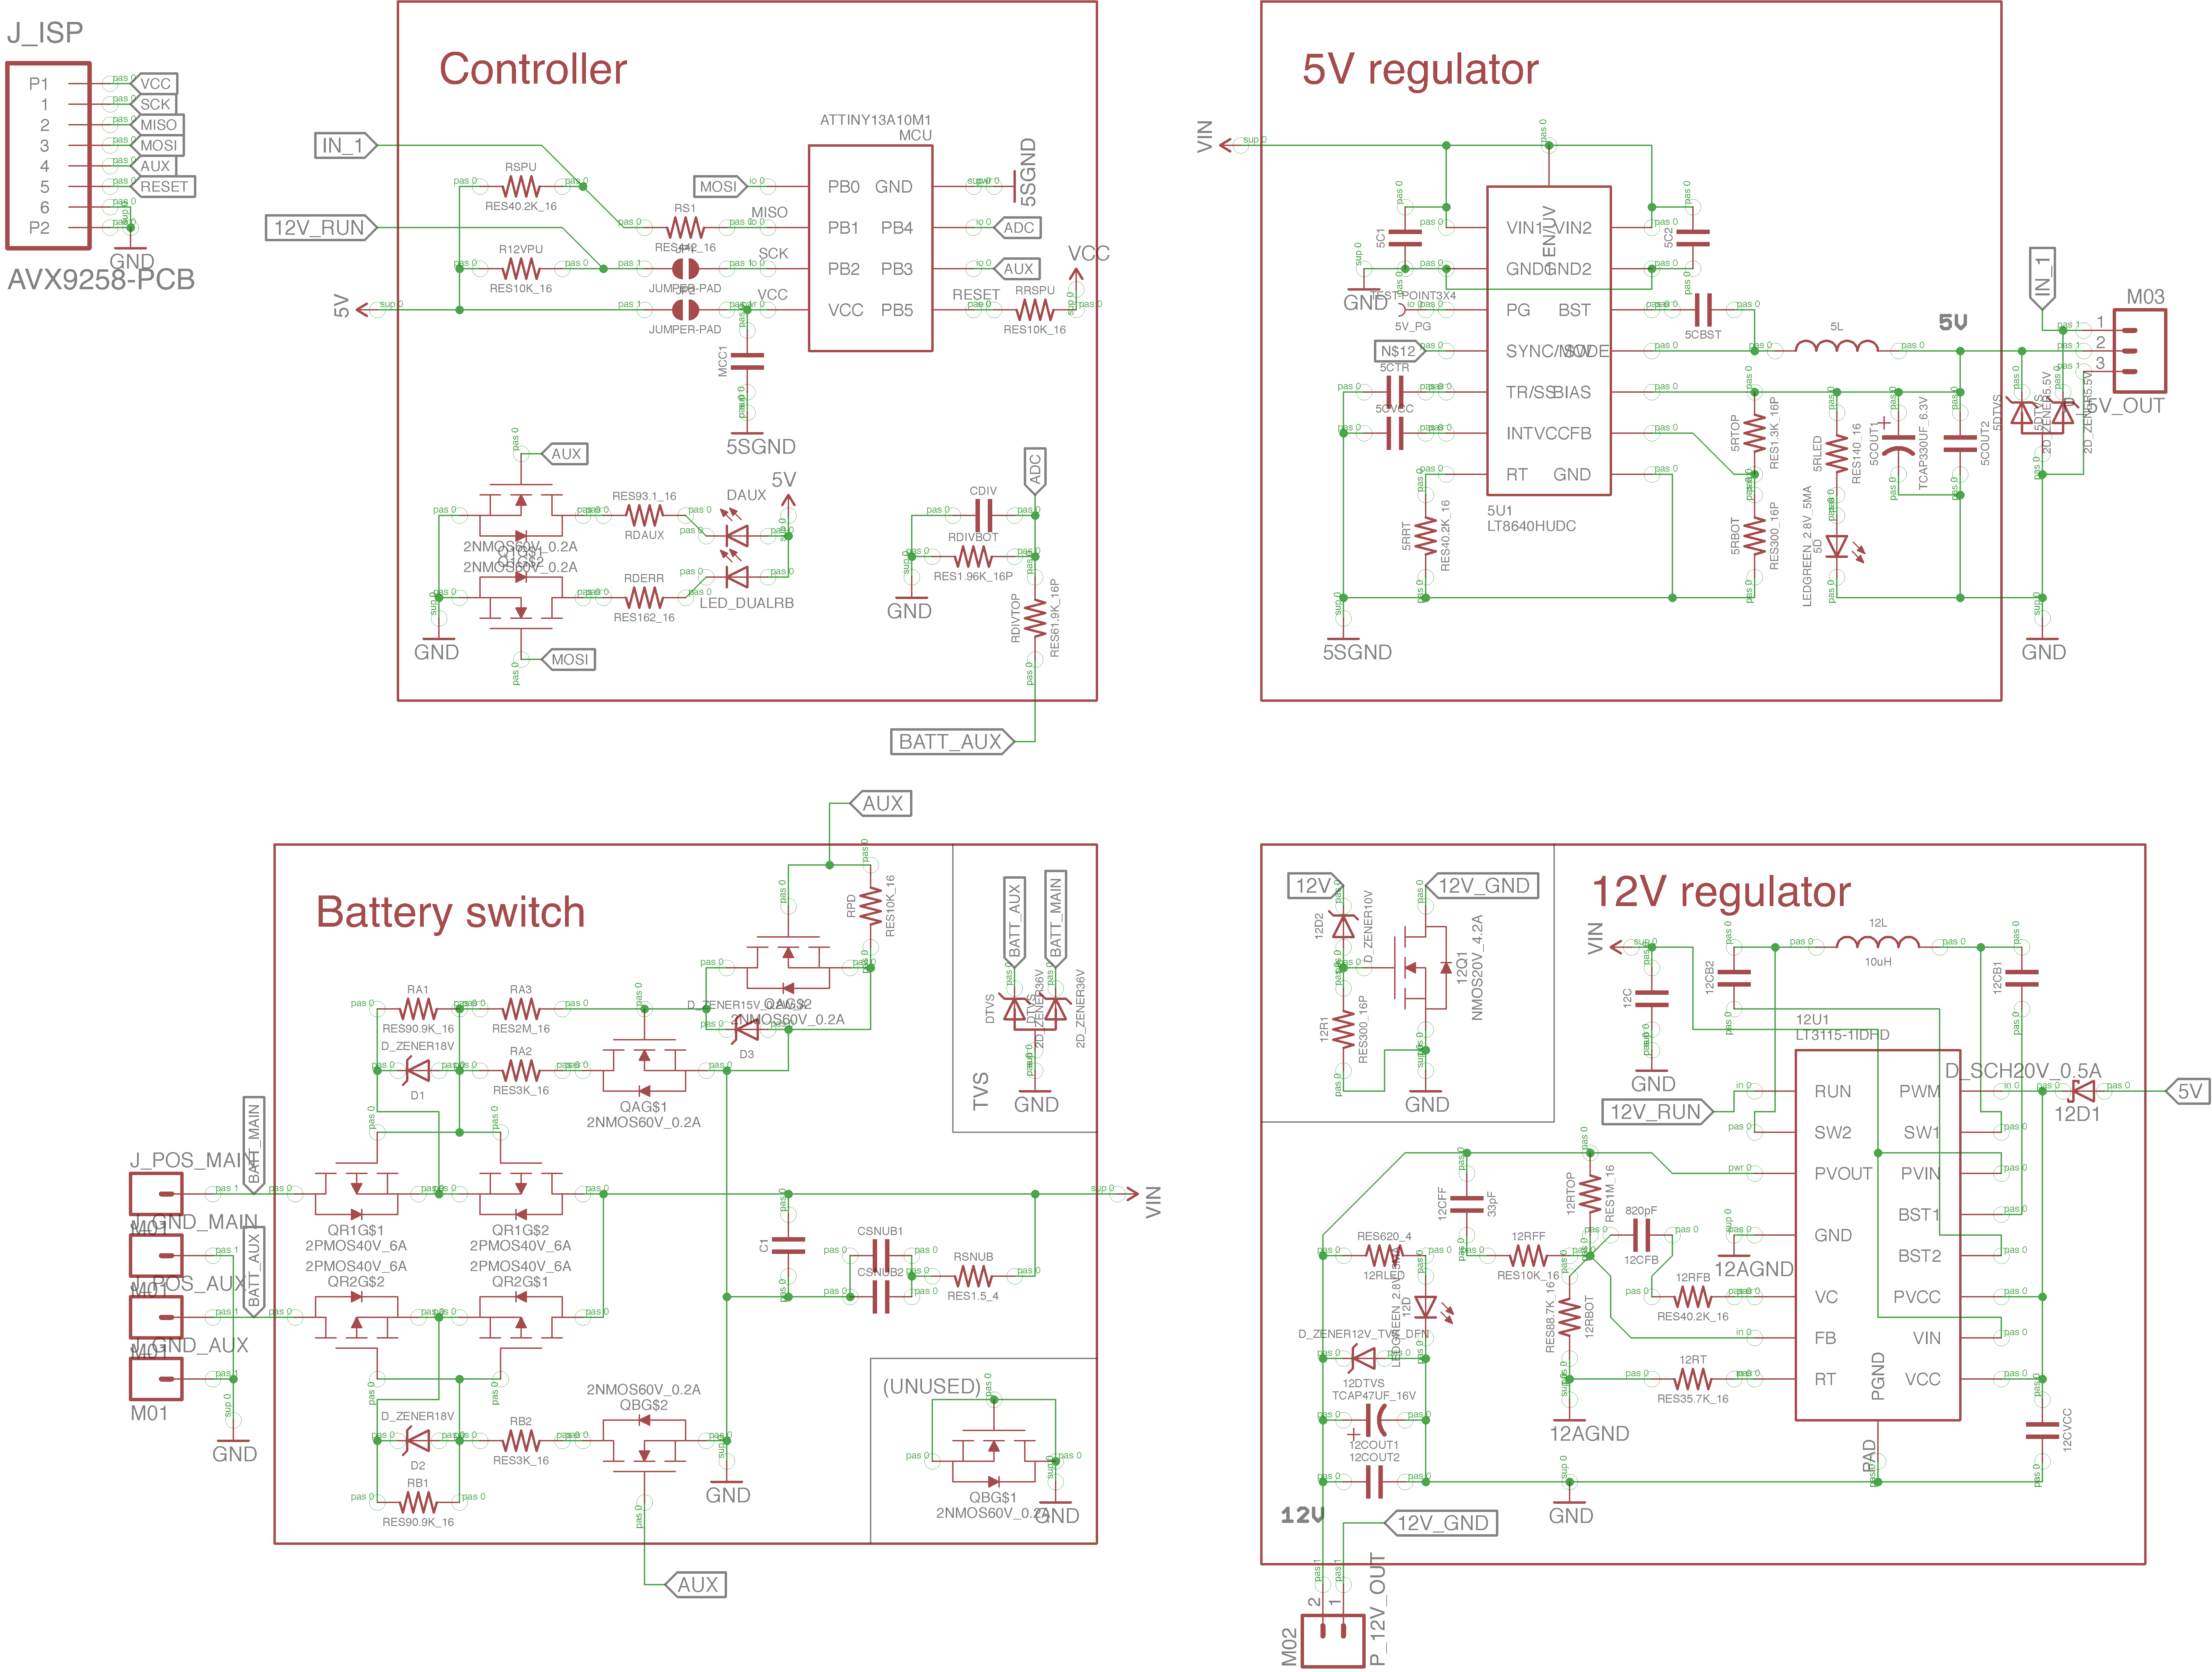 J_ISP
P1
1
2
3
4
5
6
P2
VCC
SCK
MISO
MOSI
AUX
RESET
GND
AVX9258-PCB
Controller
IN_1
12V_RUN
5V
RSPU
RES40.2K_16
R12VPU
RES10K_16
RS1
RES442_16
JUMPER-PAD
JP2
JUMPER-PAD
MISO
SCK
VCC
MOSI
ATTINY13A10M1
MCU
PB0 GND
PB1 PB4
PB2 PB3
VCC PB5
5SGND
ADC
AUX
VCC
RESET
RRSPU
RES10K_16
MCC1
5SGND
AUX
RES93.1_16
RDAUX
DAUX
5V
2NMOS60V_0.2A
2NMOS60V_0.2A
RDERR
RES162_16
LED_DUALRB
GND
MOSI
ADC
CDIV
RDIVBOT
RES1.96K_16P
GND
RDIVTOP
RES61.9K_16P
BATT_AUX
5V regulator
VIN
5C1
5C2
GND
TEST-POINT3X4
5V_PG
N$12
5CTR
5CVCC
VIN1 VIN2
EN/UV
GND1 GND2
PG BST
SYNC/MODE SW
TR/SS BIAS
INTVCC FB
RT GND
5U1
LT8640HUDC
5RRT
RES40.2K_16
5SGND
5CBST
5L
5V
5RTOP
RES1.3K_16P
5RBOT
RES300_16P
5RLED
RES140_16
5D
LEDGREEN_2.8V_5MA
5COUT1
TCAP330UF_6.3V
5COUT2
5DTVS
5DTVS
2D_ZENER5.5V
2D_ZENER5.5V
IN_1
M03
1
2
3
P_5V_OUT
GND
Battery switch
AUX
RPD
RES10K_16
QAG$2
2NMOS60V_0.2A
D3
RA1
RES90.9K_16
RA3
RES2M_16
D_ZENER18V
D1
RA2
RES3K_16
QAG$1
2NMOS60V_0.2A
BATT_AUX
BATT_MAIN
DTVS
DTVS
2D_ZENER36V
2D_ZENER36V
TVS
GND
BATT_MAIN
BATT_AUX
J_POS_MAIN
M01
J_GND_MAIN
M01
J_POS_AUX
M01
J_GND_AUX
M01
GND
QR1G$1
2PMOS40V_6A
QR1G$2
2PMOS40V_6A
2PMOS40V_6A
QR2G$2
2PMOS40V_6A
QR2G$1
VIN
C1
CSNUB1
CSNUB2
RSNUB
RES1.5_4
D_ZENER18V
D2
RB2
RES3K_16
RB1
RES90.9K_16
2NMOS60V_0.2A
QBG$2
GND
AUX
(UNUSED)
QBG$1
2NMOS60V_0.2A
GND
12V regulator
12V
12V_GND
12D2
D_ZENER10V
12Q1
NMOS20V_4.2A
12R1
RES300_16P
GND
VIN
12C
GND
12CB2
12L
10uH
12CB1
12U1
LT3115-1IDHD
D_SCH20V_0.5A
12D1
5V
12V_RUN
RUN PWM
SW2 SW1
PVOUT PVIN
BST1
GND BST2
VC PVCC
FB VIN
RT VCC
PGND
PAD
12CFF
33pF
12RTOP
RES1M_16
12RFF
RES10K_16
820pF
12CFB
12AGND
12RFB
RES40.2K_16
RES88.7K_16
12RBOT
12RT
RES35.7K_16
12AGND
RES620_4
12RLED
12D
D_ZENER12V_TVS_DFN
12DTVS
TCAP47UF_16V
12COUT1
12COUT2
12CVCC
GND
12V
12V_GND
2
1
M02
P_12V_OUT